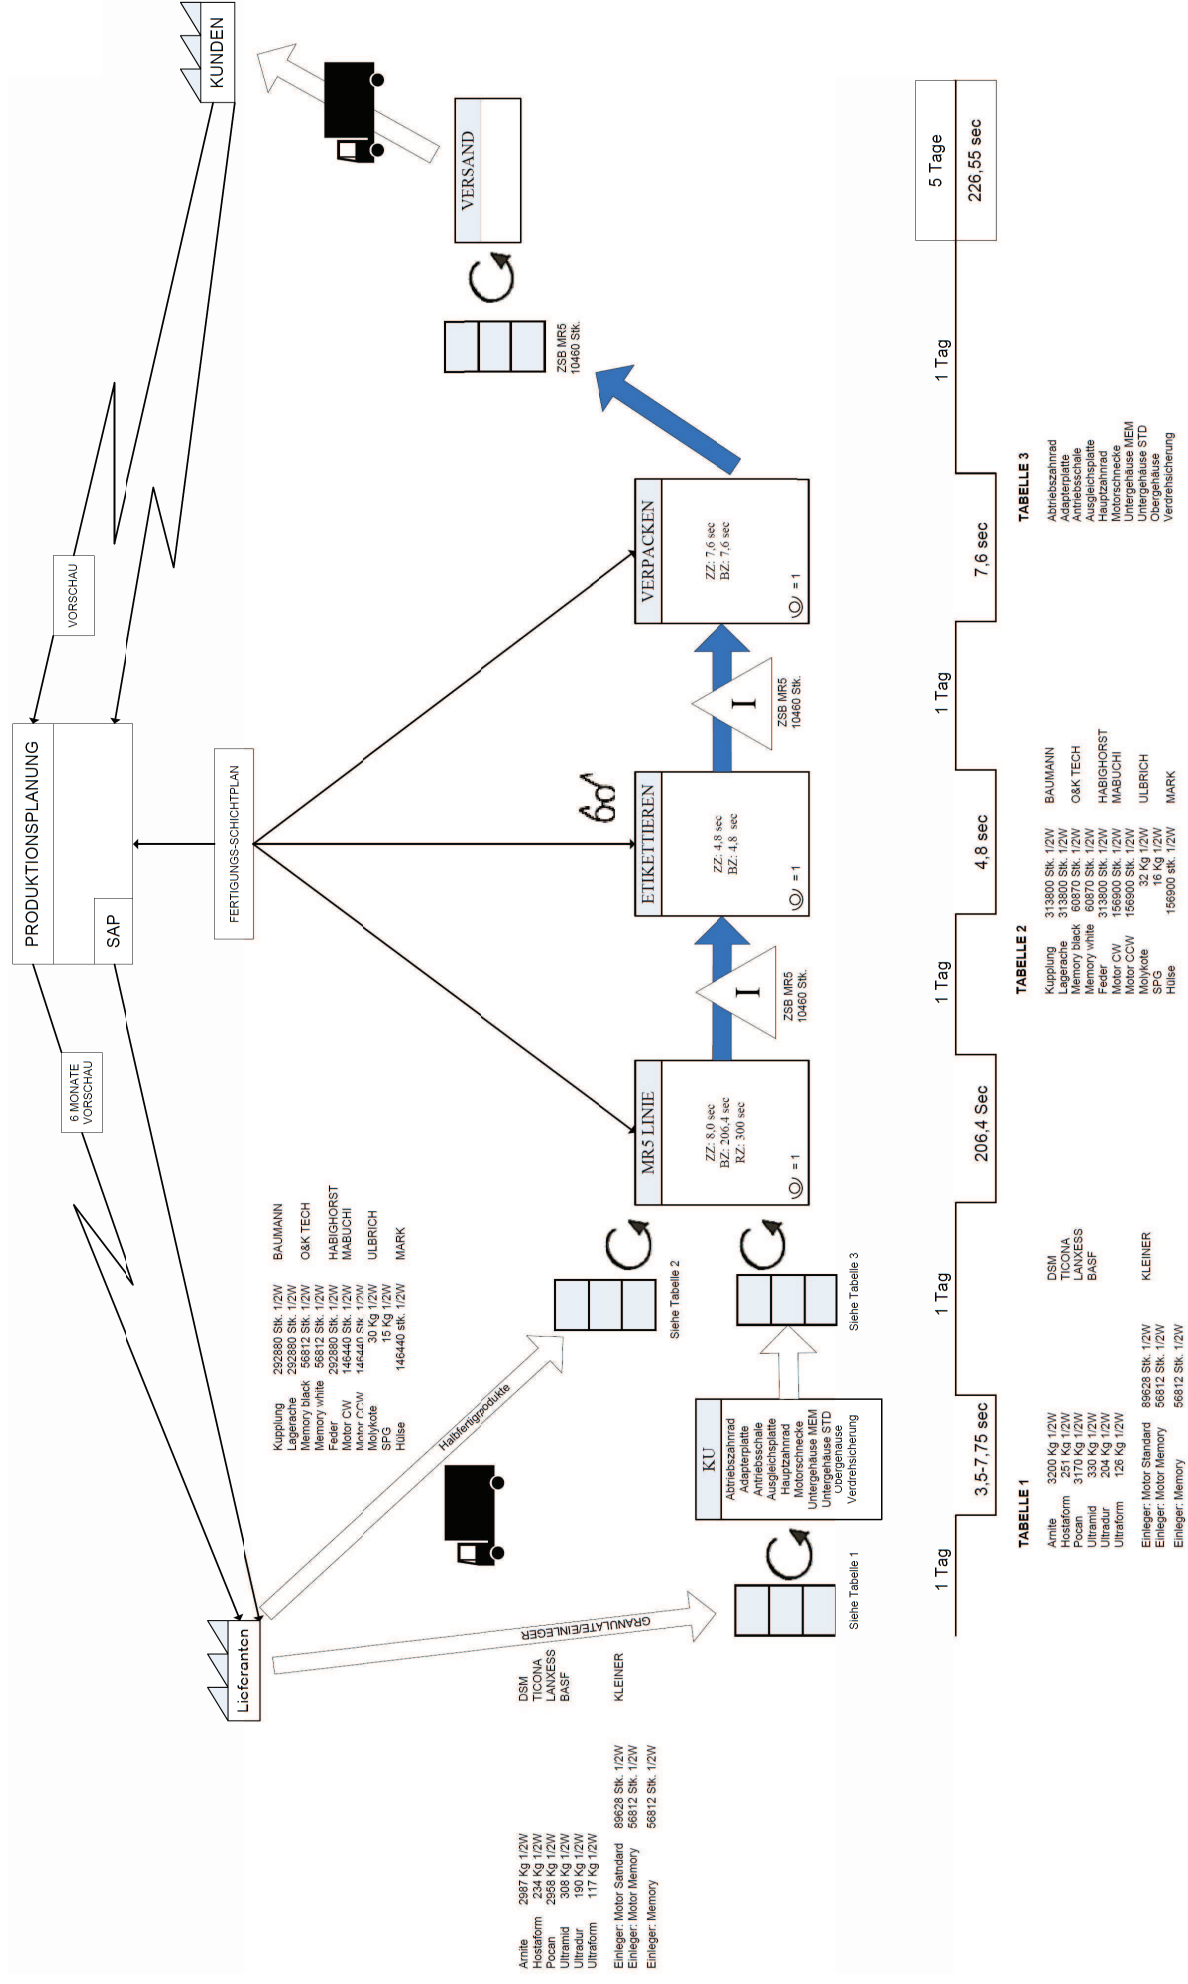 PRODUKTIONSPLANUNG
SAP
VORSCHAU
6 MONATE
VORSCHAU
KUNDEN
FERTIGUNGS-SCHICHTPLAN
Lieferanten
Kupplung 292880 Stk. 1/2W BAUMANN
Lagerache 292880 Stk. 1/2W
Memory black 56812 Stk. 1/2W O&K TECH
Memory white 56812 Stk. 1/2W
Feder 292880 Stk. 1/2W HABIGHORST
Motor CW 146440 Stk. 1/2W MABUCHI
Motor CCW 146440 Stk. 1/2W
Molykote 30 Kg 1/2W ULBRICH
SPG 15 Kg 1/2W
Hülse 146440 stk. 1/2W MARK
Halbfertigprodukte
GRANULATE/EINLEGER
Arnite 2987 Kg 1/2W DSM
Hostaform 234 Kg 1/2W TICONA
Pocan 2958 Kg 1/2W LANXESS
Ultramid 308 Kg 1/2W BASF
Ultradur 190 Kg 1/2W
Ultraform 117 Kg 1/2W
Einleger: Motor Satndard 89628 Stk. 1/2W KLEINER
Einleger: Motor Memory 56812 Stk. 1/2W
Einleger: Memory 56812 Stk. 1/2W
Siehe Tabelle 1
KU
Abtriebszahnrad
Adapterplatte
Antriebsschale
Ausgleichsplatte
Hauptzahnrad
Motorschnecke
Untergehäuse MEM
Untergehäuse STD
Obergehäuse
Verdrehsicherung
Siehe Tabelle 2
Siehe Tabelle 3
MR5 LINIE
ZZ: 8,0 sec
BZ: 206,4 sec
RZ: 300 sec
= 1
I
ZSB MR5
10460 Stk.
ETIKETTIEREN
ZZ: 4,8 sec
BZ: 4,8 sec
= 1
I
ZSB MR5
10460 Stk.
VERPACKEN
ZZ: 7,6 sec
BZ: 7,6 sec
= 1
ZSB MR5
10460 Stk.
VERSAND
1 Tag
3,5-7,75 sec
1 Tag
206,4 Sec
1 Tag
4,8 sec
1 Tag
7,6 sec
1 Tag
5 Tage
226,55 sec
TABELLE 1
Arnite 3200 Kg 1/2W DSM
Hostaform 251 Kg 1/2W TICONA
Pocan 3170 Kg 1/2W LANXESS
Ultramid 330 Kg 1/2W BASF
Ultradur 204 Kg 1/2W
Ultraform 126 Kg 1/2W
Einleger: Motor Standard 89628 Stk. 1/2W KLEINER
Einleger: Motor Memory 56812 Stk. 1/2W
Einleger: Memory 56812 Stk. 1/2W
TABELLE 2
Kupplung 313800 Stk. 1/2W BAUMANN
Lagerache 313800 Stk. 1/2W
Memory black 60870 Stk. 1/2W O&K TECH
Memory white 60870 Stk. 1/2W
Feder 313800 Stk. 1/2W HABIGHORST
Motor CW 156900 Stk. 1/2W MABUCHI
Motor CCW 156900 Stk. 1/2W
Molykote 32 Kg 1/2W ULBRICH
SPG 16 Kg 1/2W
Hülse 156900 stk. 1/2W MARK
TABELLE 3
Abtriebszahnrad
Adapterplatte
Antriebsschale
Ausgleichsplatte
Hauptzahnrad
Motorschnecke
Untergehäuse MEM
Untergehäuse STD
Obergehäuse
Verdrehsicherung